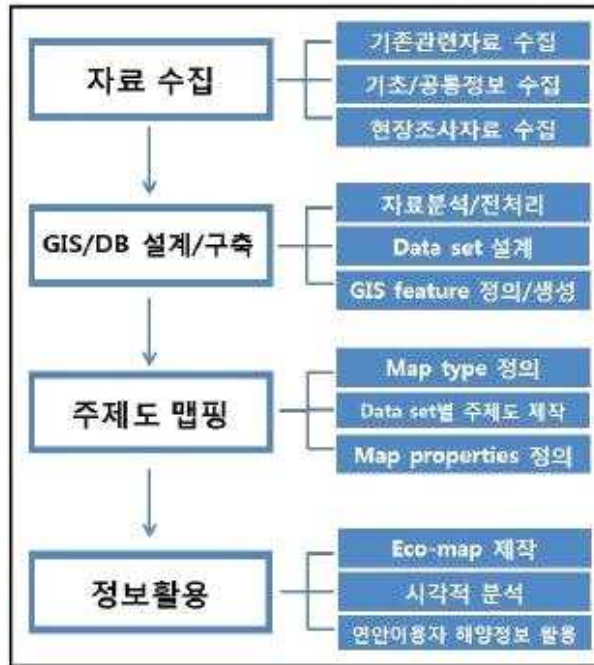 자료 수집
기존관련자료 수집
기초/공통정보 수집
현장조사자료 수집
GIS/DB 설계/구축
자료분석/전처리
Data set 설계
GIS feature 정의/생성
주제도 맵핑
Map type 정의
Data set별 주제도 제작
Map properties 정의
정보활용
Eco-map 제작
시각적 분석
연안이용자 해양정보 활용